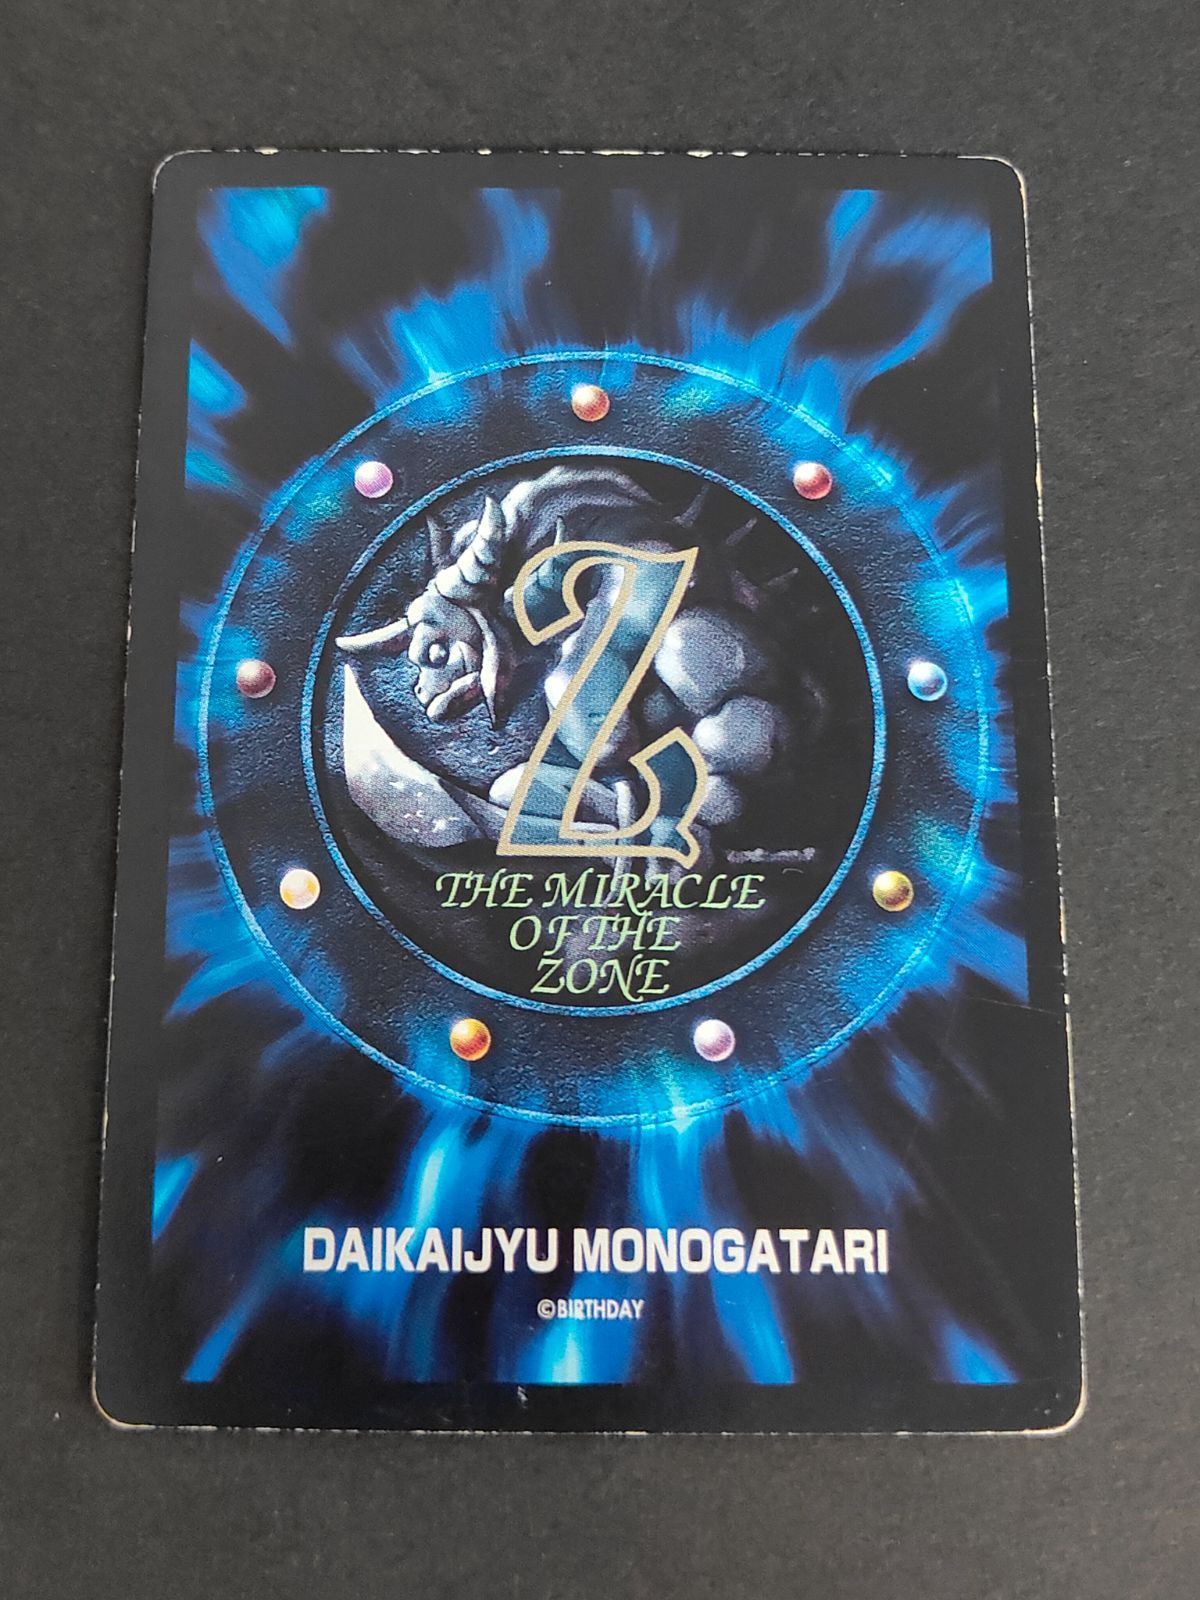 Z
THE MIRACLE
OF THE
ZONE
DAIKAIJYU MONOGATARI
©BIRTHDAY